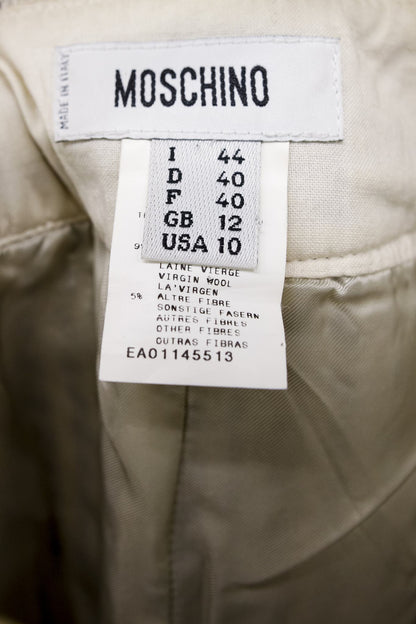 MADE IN ITALY
MOSCHINO
I 44
D 40
F 40
GB 12
USA 10
LAINE VIERGE
VIRGIN WOOL
LA'VIRGEN
5% ALTRE FIBRE
SONSTIGE FASERN
AUTRES FIBRES
OTHER FIBRES
OUTRAS FIBRAS
EA01145513